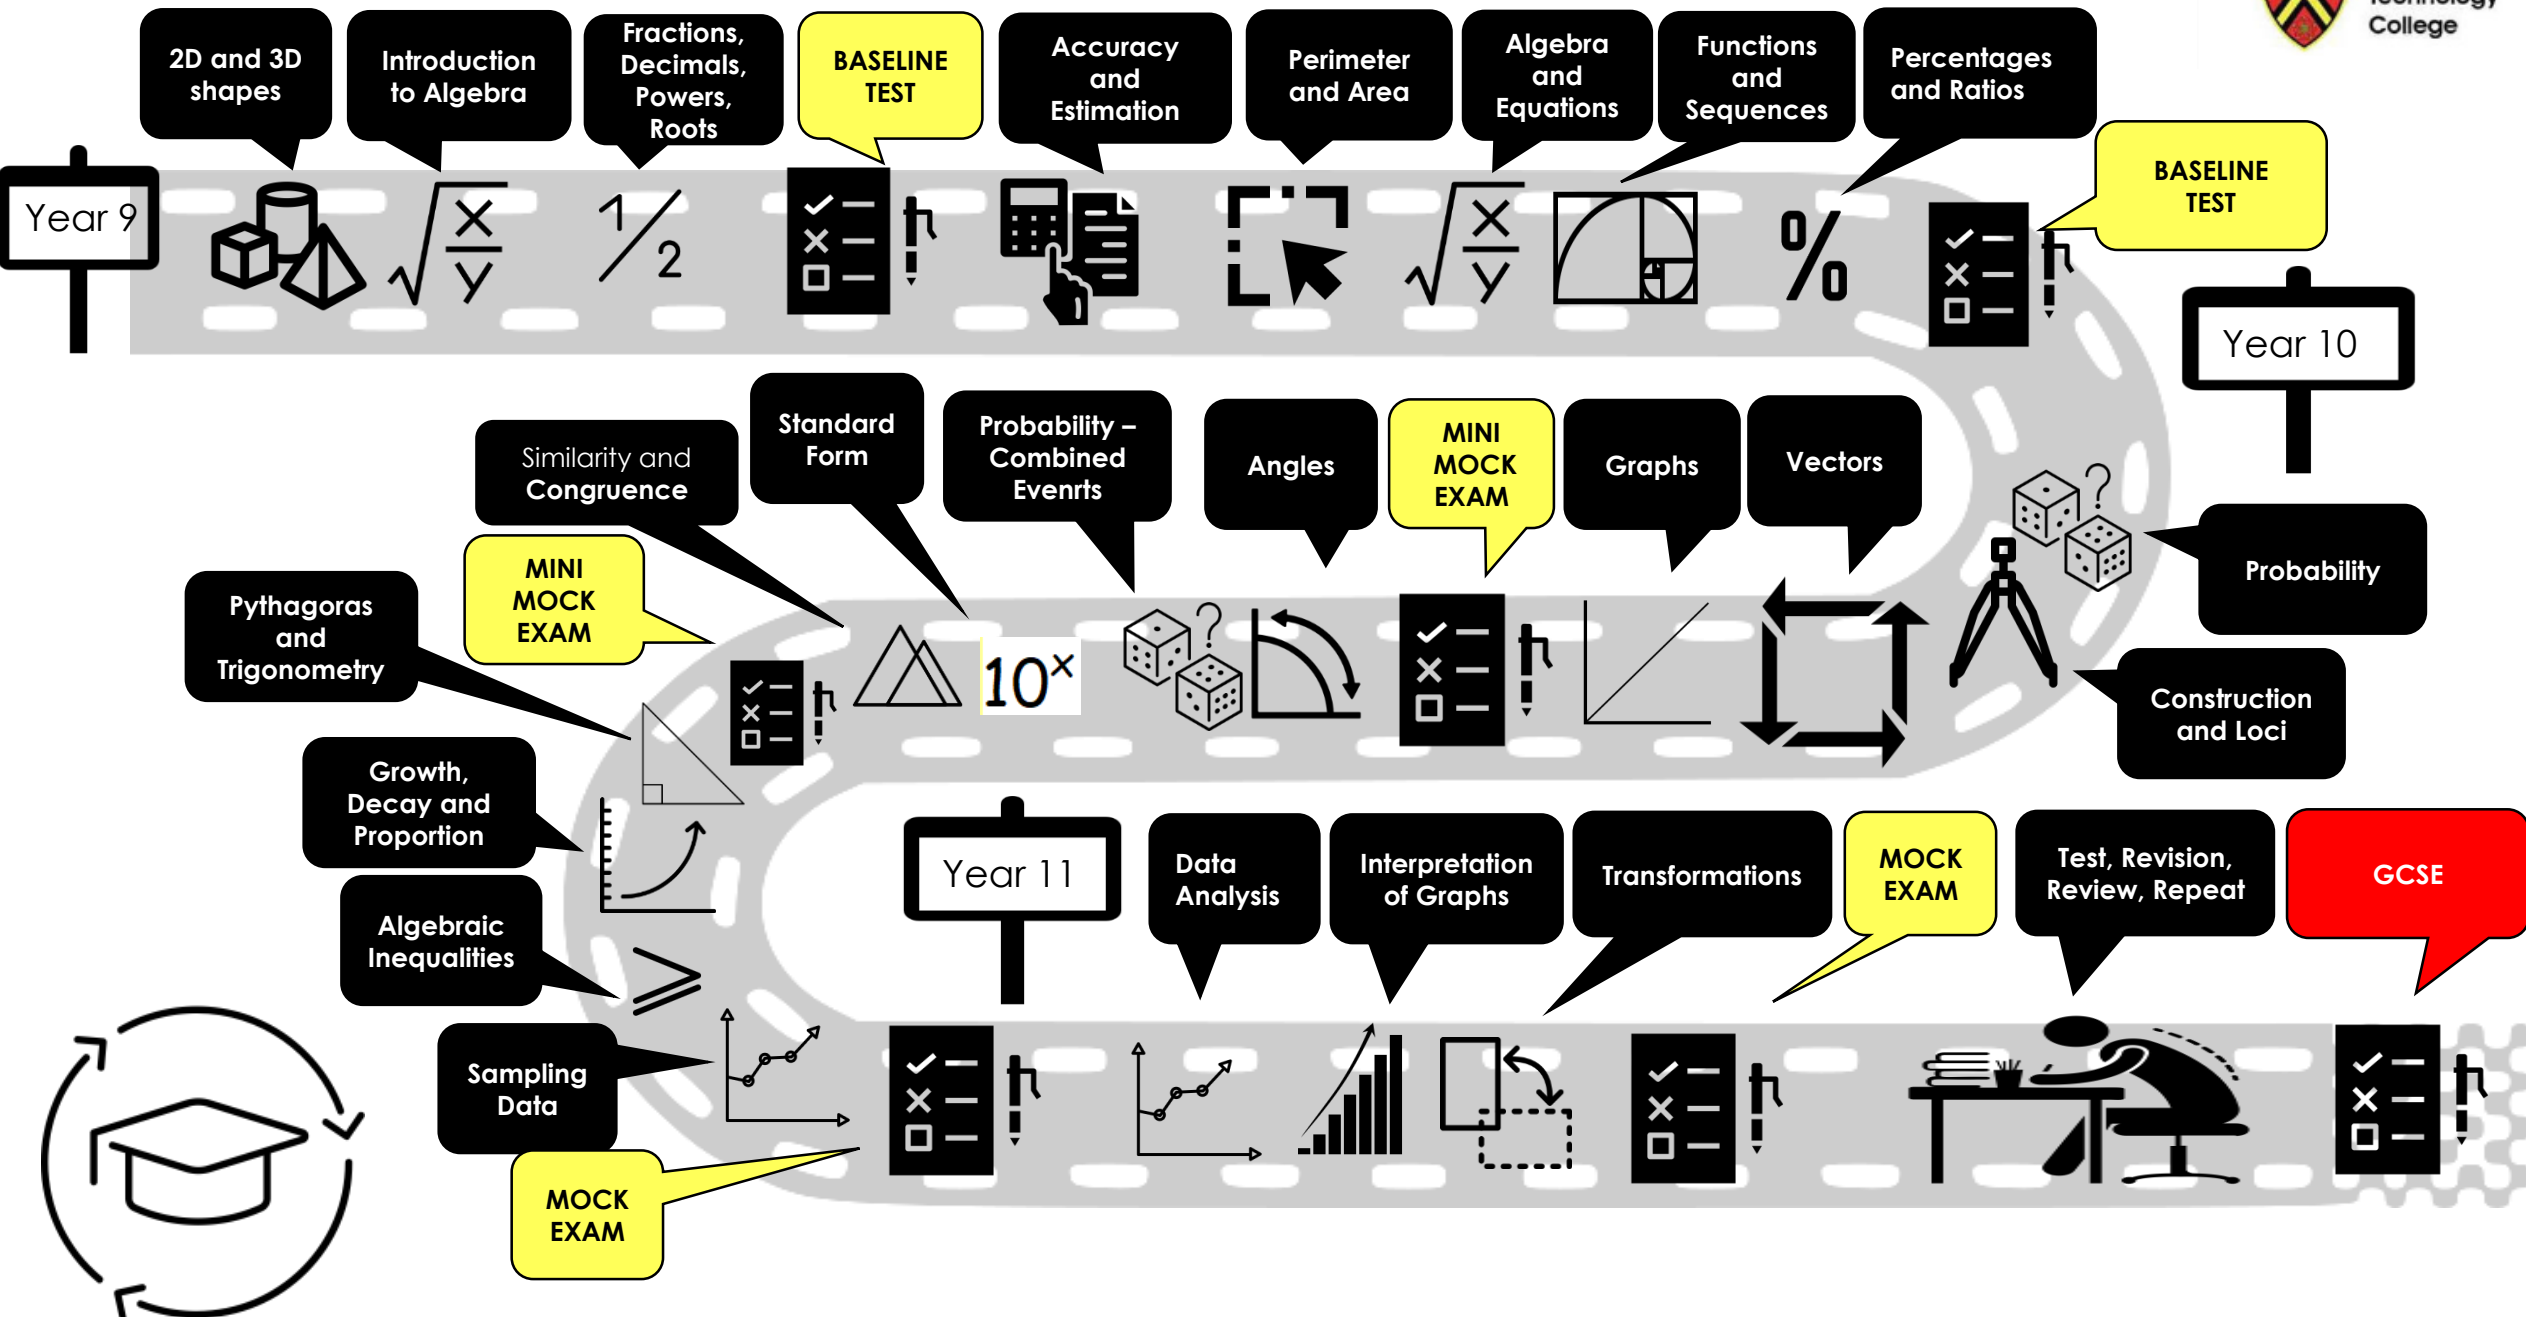 Technology
College
2D and 3D
shapes
Introduction
to Algebra
Fractions,
Decimals,
Powers,
Roots
BASELINE
TEST
Accuracy
and
Estimation
Perimeter
and Area
Algebra
and
Equations
Functions
and
Sequences
Percentages
and Ratios
BASELINE
TEST
Year 9
x
y
1/2
x
y
%
Year 10
Probability
Construction
and Loci
Vectors
Graphs
MINI
MOCK
EXAM
Angles
Probability –
Combined
Evenrts
Standard
Form
Similarity and
Congruence
MINI
MOCK
EXAM
?
?
10ˣ
Pythagoras
and
Trigonometry
Growth,
Decay and
Proportion
Algebraic
Inequalities
≥
Sampling
Data
MOCK
EXAM
Year 11
Data
Analysis
Interpretation
of Graphs
Transformations
MOCK
EXAM
Test, Revision,
Review, Repeat
GCSE